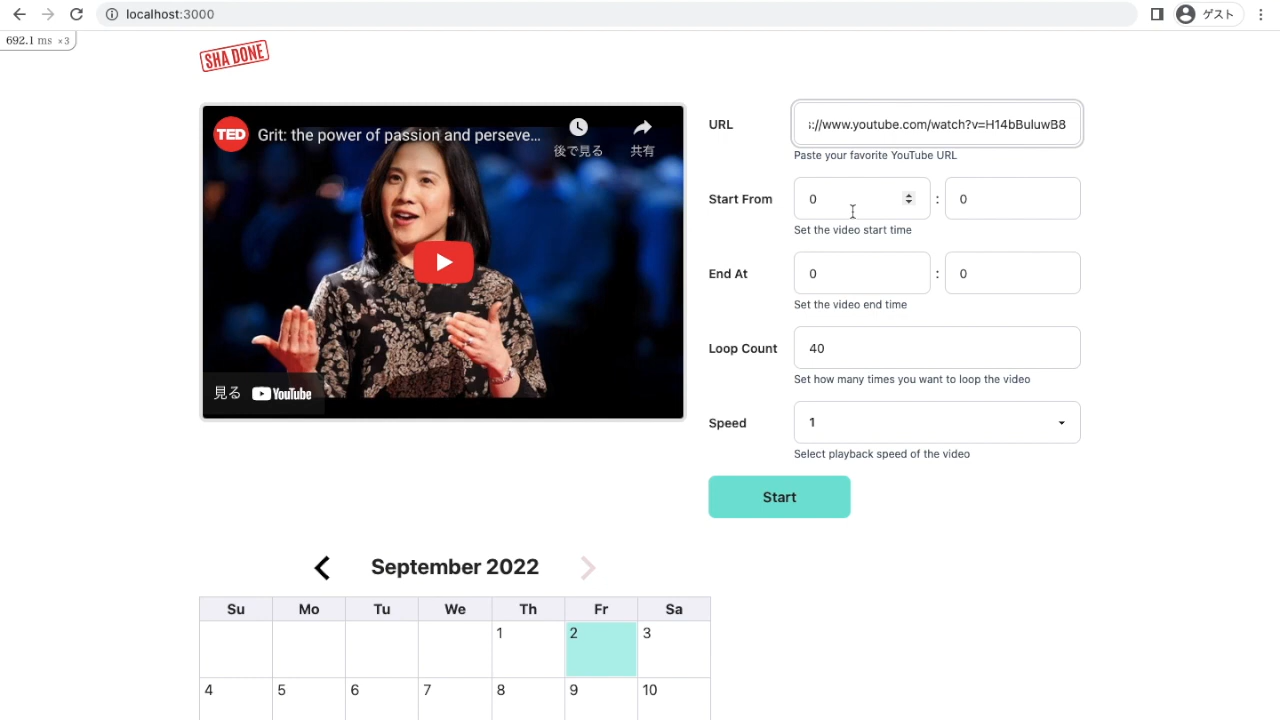 localhost:3000
ゲスト
692.1 ms ×3
SHA DONE
TED
Grit: the power of passion and perseve...
後で見る
共有
見る YouTube
URL
s://www.youtube.com/watch?v=H14bBuluwB8
Paste your favorite YouTube URL
Start From
0 : 0
Set the video start time
End At
0 : 0
Set the video end time
Loop Count
40
Set how many times you want to loop the video
Speed
1
Select playback speed of the video
Start
September 2022
Su Mo Tu We Th Fr Sa
1 2 3
4 5 6 7 8 9 10